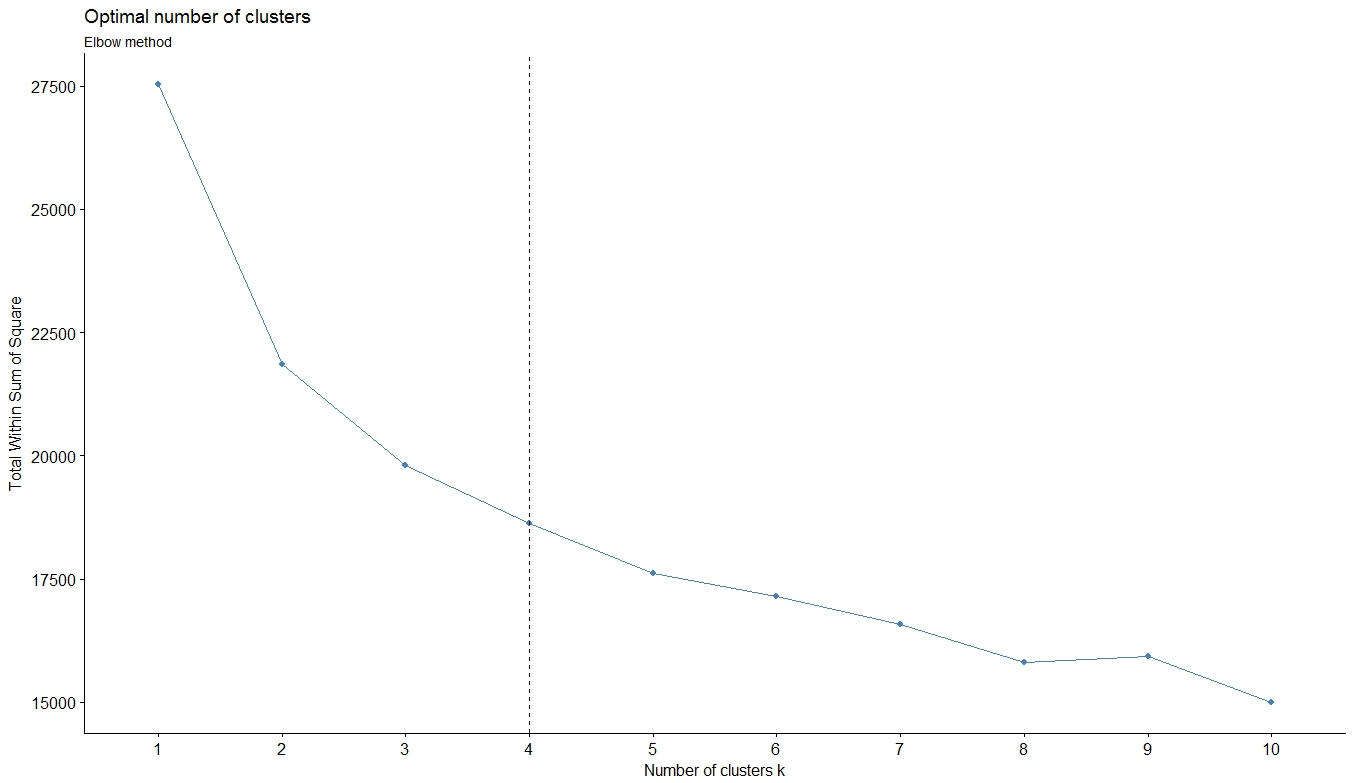 Optimal number of clusters
Elbow method
Total Within Sum of Square
27500
25000
22500
20000
17500
15000
1 2 3 4 5 6 7 8 9 10
Number of clusters k